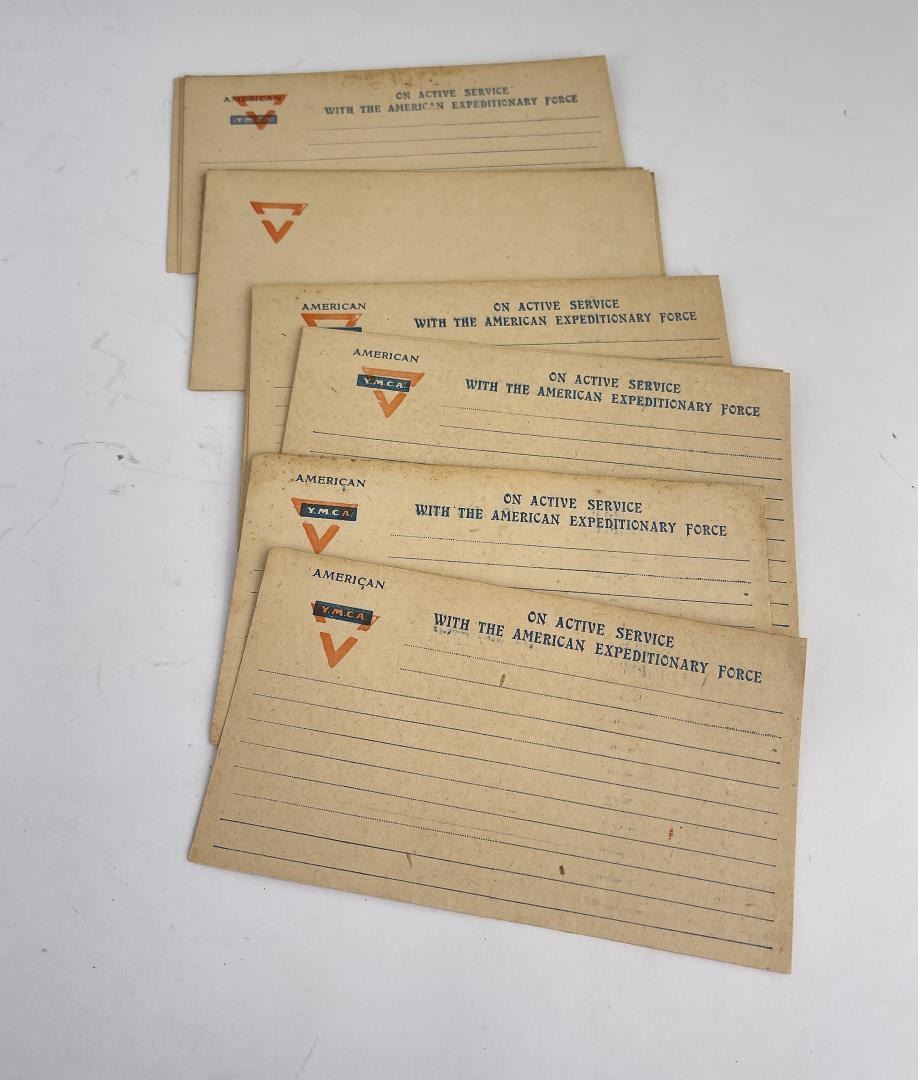 AMERICAN
Y.M.C.A.
ON ACTIVE SERVICE
WITH THE AMERICAN EXPEDITIONARY FORCE
AMERICAN
ON ACTIVE SERVICE
WITH THE AMERICAN EXPEDITIONARY FORCE
AMERICAN
Y.M.C.A.
ON ACTIVE SERVICE
WITH THE AMERICAN EXPEDITIONARY FORCE
AMERICAN
Y.M.C.A.
ON ACTIVE SERVICE
WITH THE AMERICAN EXPEDITIONARY FORCE
AMERICAN
Y.M.C.A.
ON ACTIVE SERVICE
WITH THE AMERICAN EXPEDITIONARY FORCE